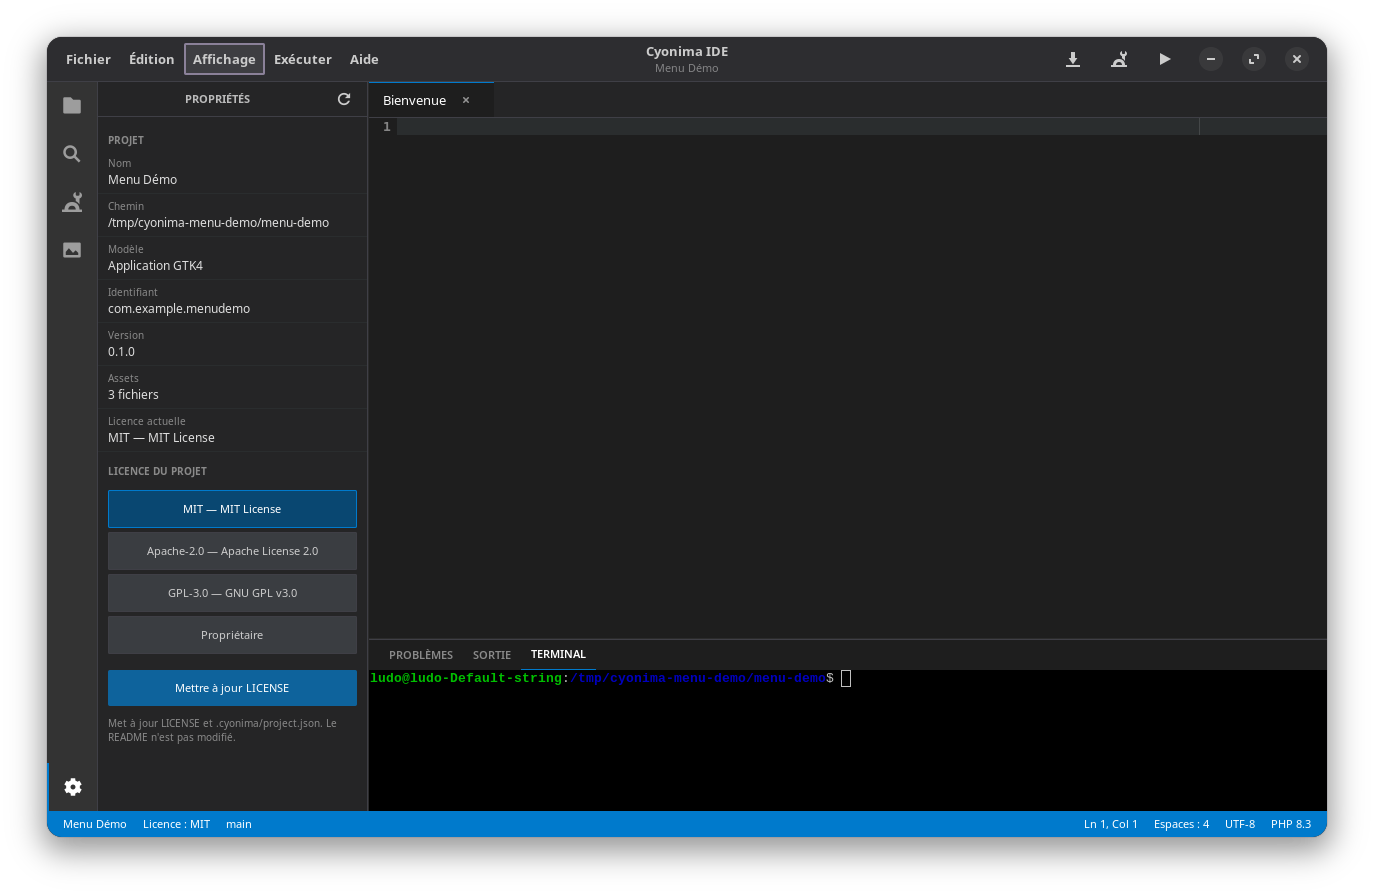 Fichier Édition Affichage Exécuter Aide
Cyonima IDE
Menu Démo
PROPRIÉTÉS
PROJET
Nom
Menu Démo
Chemin
/tmp/cyonima-menu-demo/menu-demo
Modèle
Application GTK4
Identifiant
com.example.menudemo
Version
0.1.0
Assets
3 fichiers
Licence actuelle
MIT — MIT License
LICENCE DU PROJET
MIT — MIT License
Apache-2.0 — Apache License 2.0
GPL-3.0 — GNU GPL v3.0
Propriétaire
Mettre à jour LICENSE
Met à jour LICENSE et .cyonima/project.json. Le
README n'est pas modifié.
Bienvenue ×
1
PROBLÈMES SORTIE TERMINAL
ludo@ludo-Default-string:/tmp/cyonima-menu-demo/menu-demo$
Menu Démo Licence : MIT main Ln 1, Col 1 Espaces : 4 UTF-8 PHP 8.3